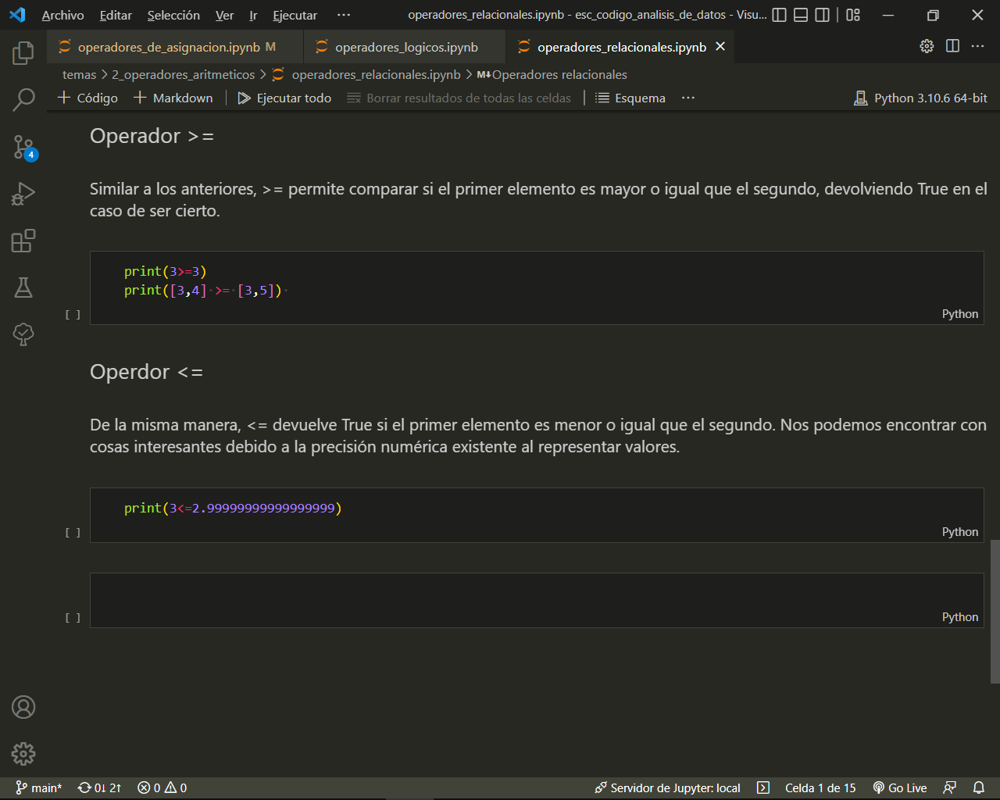 Archivo Editar Selección Ver Ir Ejecutar ··· operadores_relacionales.ipynb - esc_codigo_analisis_de_datos - Visu...
operadores_de_asignacion.ipynb M operadores_logicos.ipynb operadores_relacionales.ipynb
temas > 2_operadores_aritmeticos > operadores_relacionales.ipynb > M↓Operadores relacionales
+ Código + Markdown Ejecutar todo Borrar resultados de todas las celdas Esquema ··· Python 3.10.6 64-bit
4
Operador >=
Similar a los anteriores, >= permite comparar si el primer elemento es mayor o igual que el segundo, devolviendo True en el
caso de ser cierto.
print(3>=3)
print([3,4] >= [3,5])
[ ]
Python
Operdor <=
De la misma manera, <= devuelve True si el primer elemento es menor o igual que el segundo. Nos podemos encontrar con
cosas interesantes debido a la precisión numérica existente al representar valores.
print(3<=2.99999999999999999)
[ ]
Python
[ ]
Python
main* 0↓ 2↑ 0 0 Servidor de Jupyter: local Celda 1 de 15 Go Live